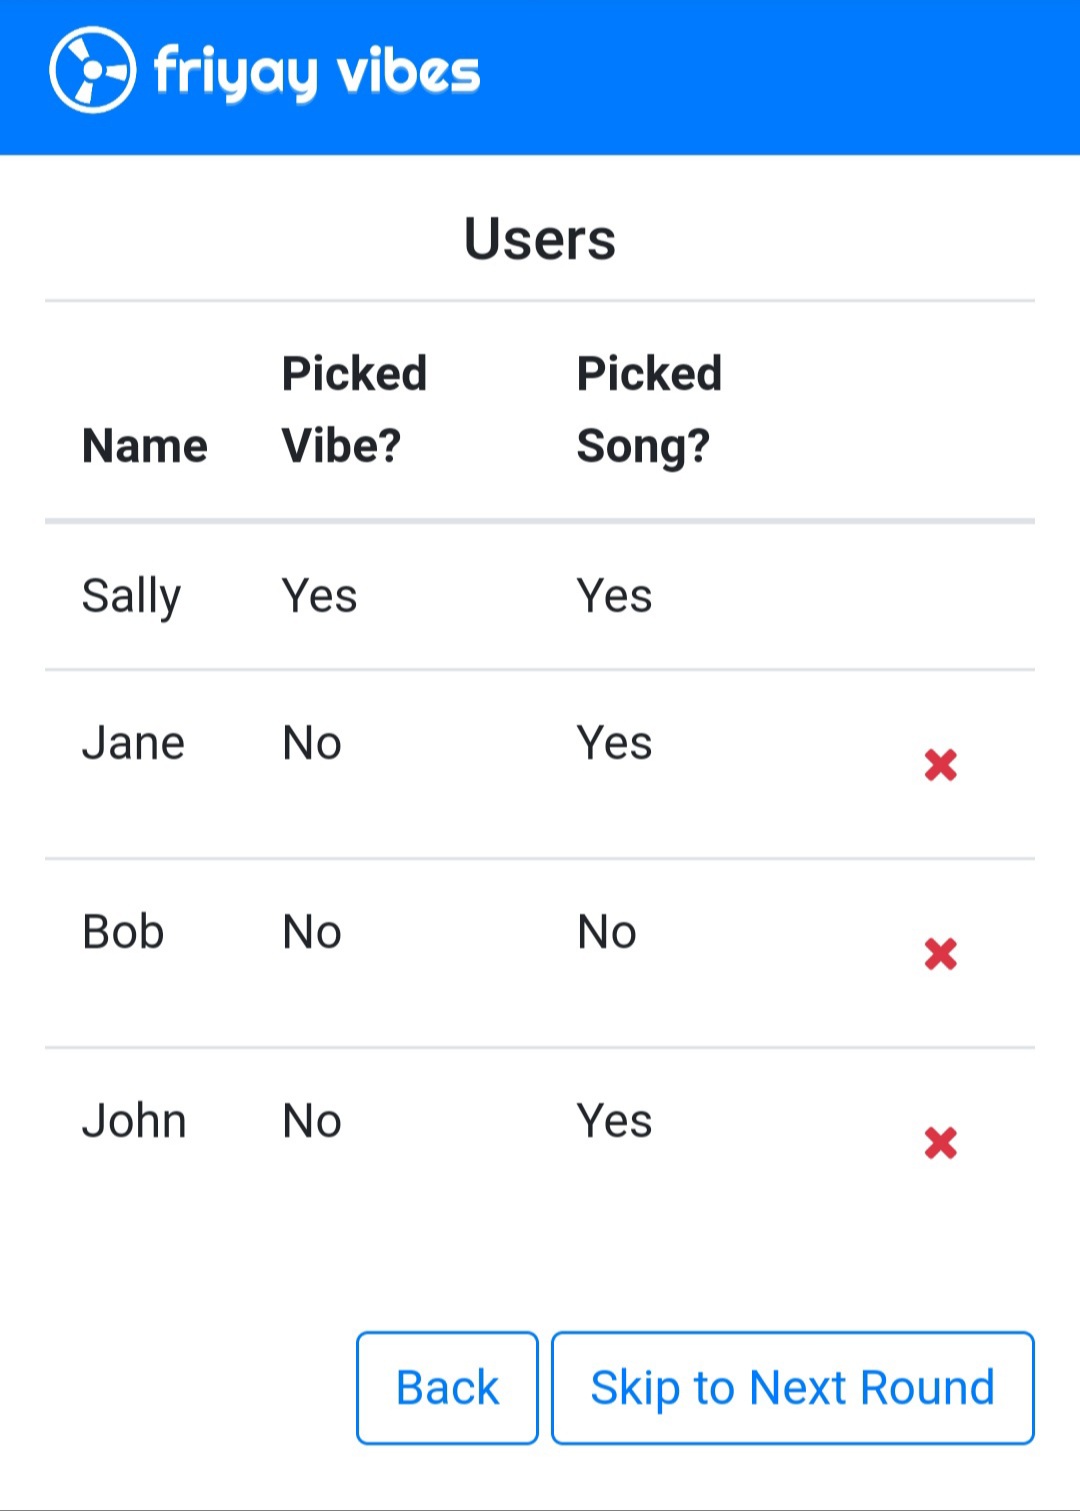 friyay vibes
Users
Name Picked Vibe? Picked Song?
Sally Yes Yes
Jane No Yes
Bob No No
John No Yes
Back Skip to Next Round